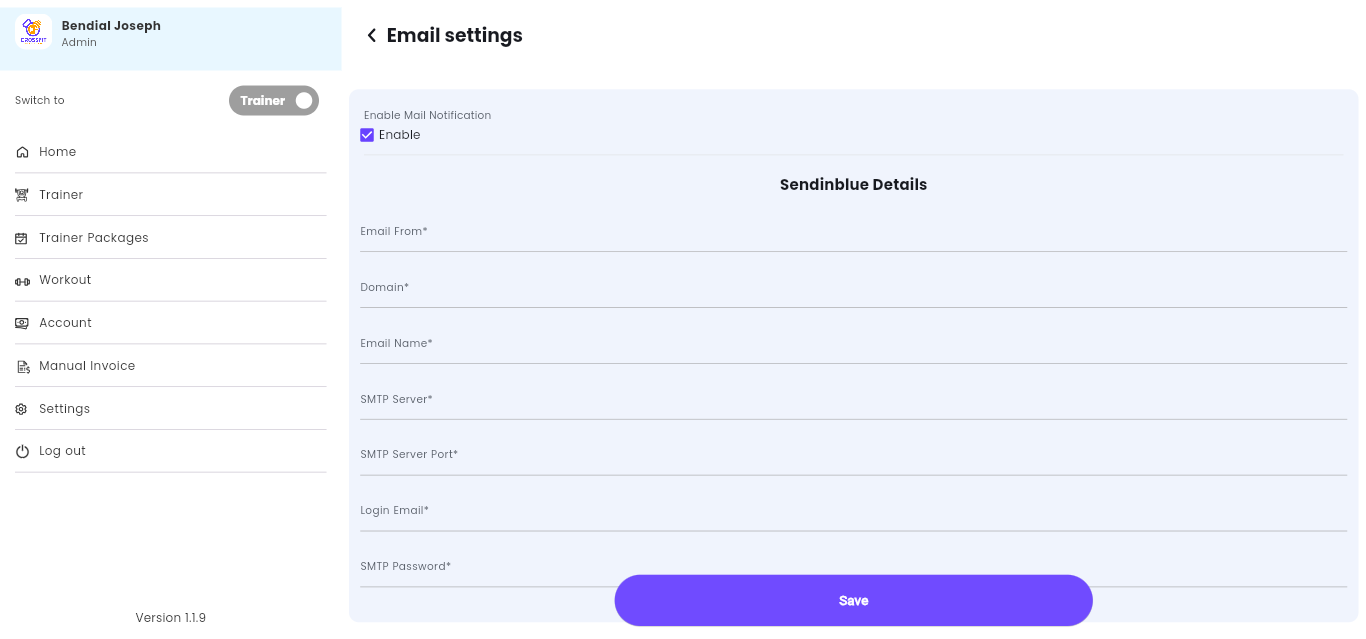 CROSSFIT
Bendial Joseph
Admin
Switch to
Trainer
Home
Trainer
Trainer Packages
Workout
Account
Manual Invoice
Settings
Log out
Version 1.1.9
Email settings
Enable Mail Notification
Enable
Sendinblue Details
Email From*
Domain*
Email Name*
SMTP Server*
SMTP Server Port*
Login Email*
SMTP Password*
Save